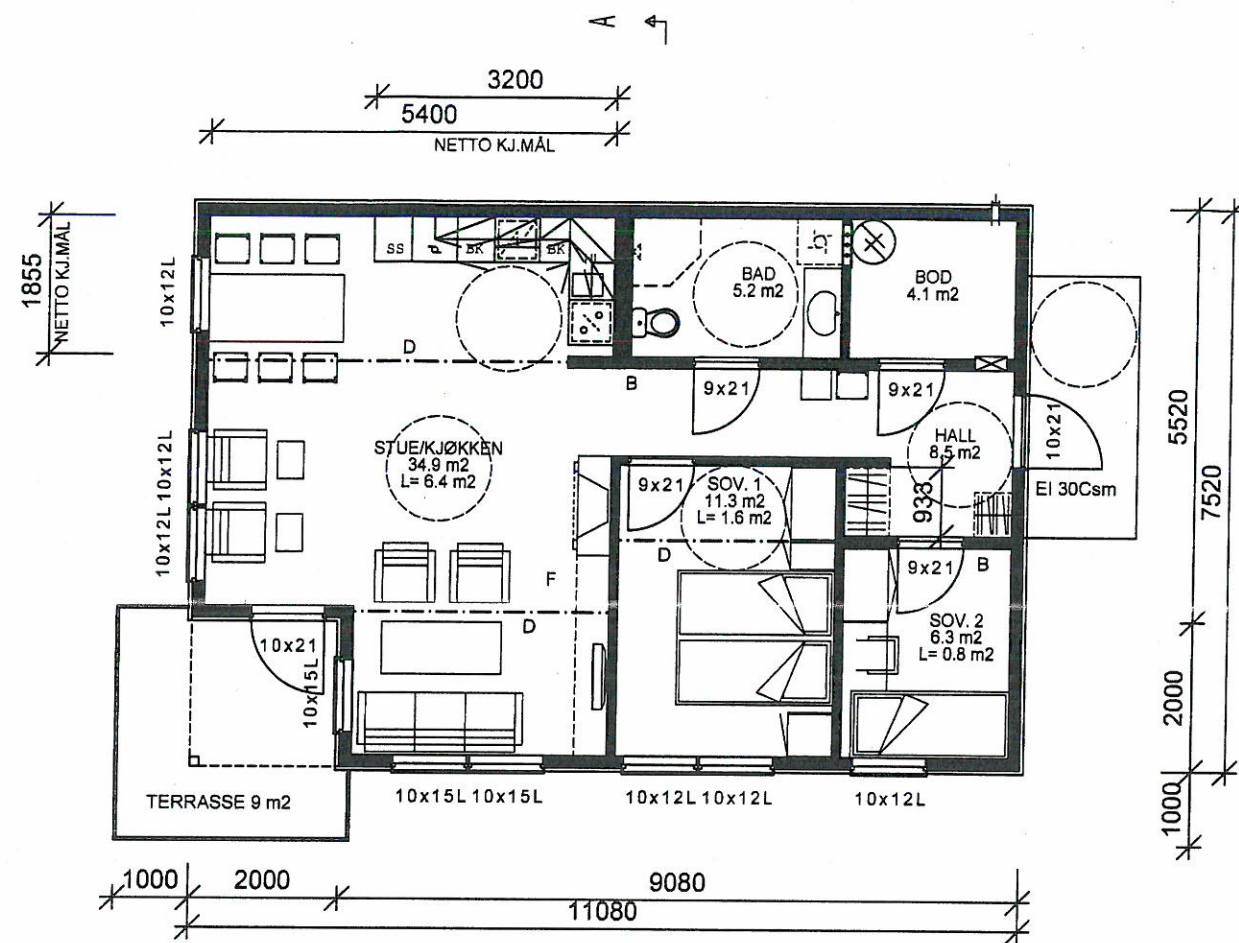 A
3200
5400
NETTO KJ.MÅL
1855
NETTO KJ.MÅL
SS
BK
BK
BAD
5.2 m2
BOD
4.1 m2
10x12L
D
B
9x21
9x21
10x21
STUE/KJØKKEN
34.9 m2
L= 6.4 m2
HALL
8.5 m2
5520
7520
10x12L 10x12L
9x21
SOV. 1
11.3 m2
L= 1.6 m2
933
EI 30Csm
D
F
9x21
B
D
SOV. 2
6.3 m2
L= 0.8 m2
10x21
10x15L
2000
TERRASSE 9 m2
10x15L 10x15L
10x12L 10x12L
10x12L
1000
1000
2000
9080
11080